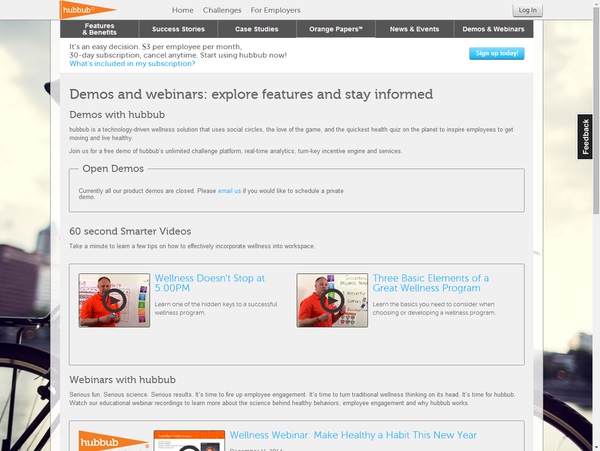 hubbub
Home Challenges For Employers
Log In
Features
& Benefits
Success Stories
Case Studies
Orange Papers™
News & Events
Demos & Webinars
It's an easy decision. $3 per employee per month,
30-day subscription, cancel anytime. Start using hubbub now!
What's included in my subscription?
Sign up today!
Feedback
Demos and webinars: explore features and stay informed
Demos with hubbub
hubbub is a technology-driven wellness solution that uses social circles, the love of the game, and the quickest health quiz on the planet to inspire employees to get
moving and live healthy.
Join us for a free demo of hubbub's unlimited challenge platform, real-time analytics, turn-key incentive engine and services.
Open Demos
Currently all our product demos are closed. Please email us if you would like to schedule a private
demo.
60 second Smarter Videos
Take a minute to learn a few tips on how to effectively incorporate wellness into workspace.
Wellness Doesn't Stop at
5:00PM
Learn one of the hidden keys to a successful
wellness program.
Three Basic Elements of a
Great Wellness Program
Learn the basics you need to consider when
choosing or developing a wellness program.
Webinars with hubbub
Serious fun. Serious science. Serious results. It's time to fire up employee engagement. It's time to turn traditional wellness thinking on its head. It's time for hubbub.
Watch our educational webinar recordings to learn more about the science behind healthy behaviors, employee engagement and why hubbub works.
hubbub
Wellness Webinar: Make Healthy a Habit This New Year